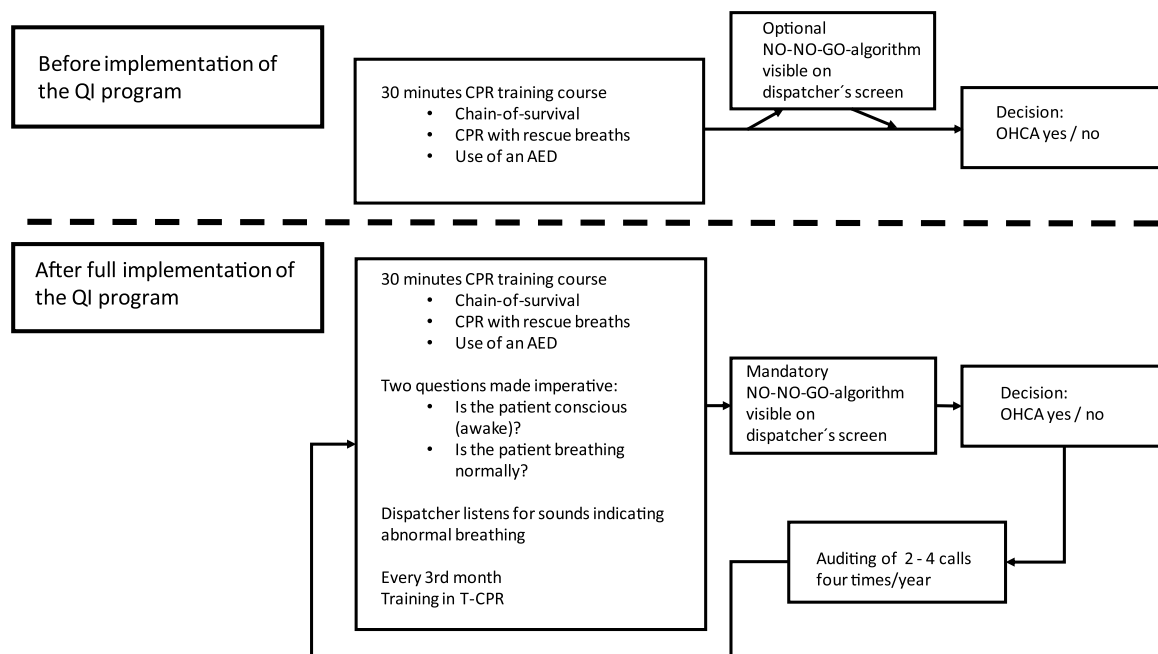 Before implementation of
the QI program
30 minutes CPR training course
• Chain-of-survival
• CPR with rescue breaths
• Use of an AED
Optional
NO-NO-GO-algorithm
visible on
dispatcher´s screen
Decision:
OHCA yes / no
After full implementation of
the QI program
30 minutes CPR training course
• Chain-of-survival
• CPR with rescue breaths
• Use of an AED
Two questions made imperative:
• Is the patient conscious
(awake)?
• Is the patient breathing
normally?
Dispatcher listens for sounds indicating
abnormal breathing
Every 3rd month
Training in T-CPR
Mandatory
NO-NO-GO-algorithm
visible on
dispatcher´s screen
Decision:
OHCA yes / no
Auditing of 2 - 4 calls
four times/year